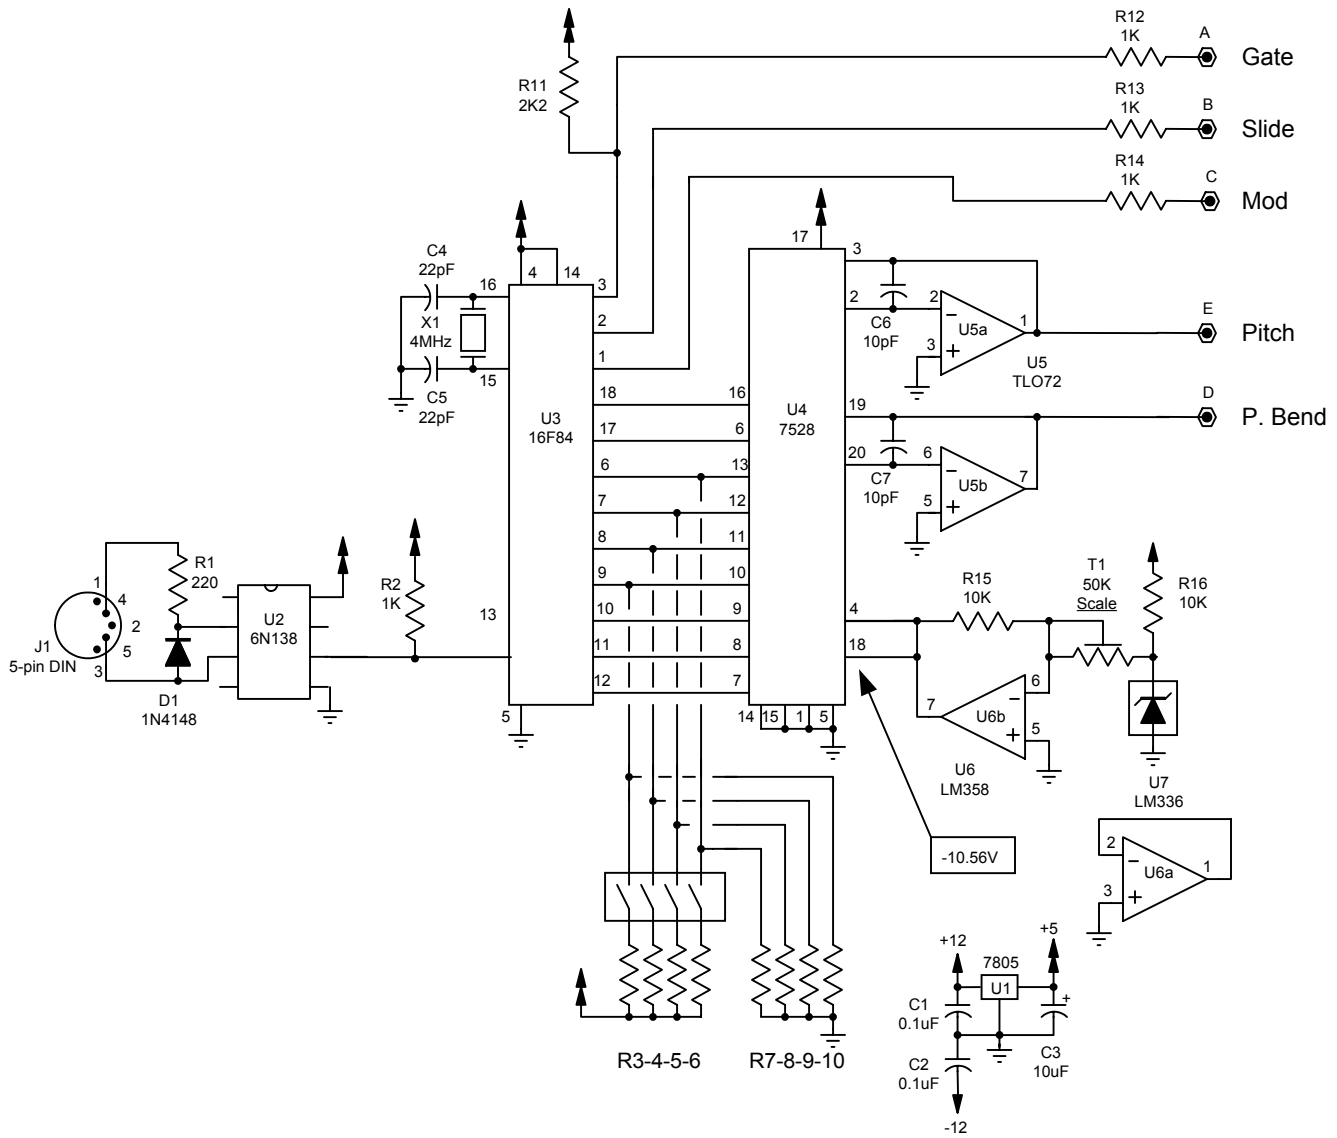 R12
1K
A
Gate
R11
2K2
R13
1K
B
Slide
R14
1K
C
Mod
C4
22pF
16
4
14
3
X1
4MHz
2
1
15
C5
22pF
U3
16F84
18
17
6
7
8
9
10
11
12
13
5
17
3
2
C6
10pF
2
3
U5a
1
U5
TLO72
E
Pitch
16
6
13
12
11
10
9
8
7
U4
7528
19
20
C7
10pF
6
5
U5b
7
D
P. Bend
4
18
14
15
1
5
J1
5-pin DIN
1
4
2
5
3
R1
220
D1
1N4148
U2
6N138
R2
1K
R15
10K
T1
50K
Scale
R16
10K
6
5
7
U6b
U6
LM358
U7
LM336
-10.56V
2
3
U6a
1
+12
7805
U1
+5
C1
0.1uF
+
C2
0.1uF
C3
10uF
-12
R3-4-5-6
R7-8-9-10